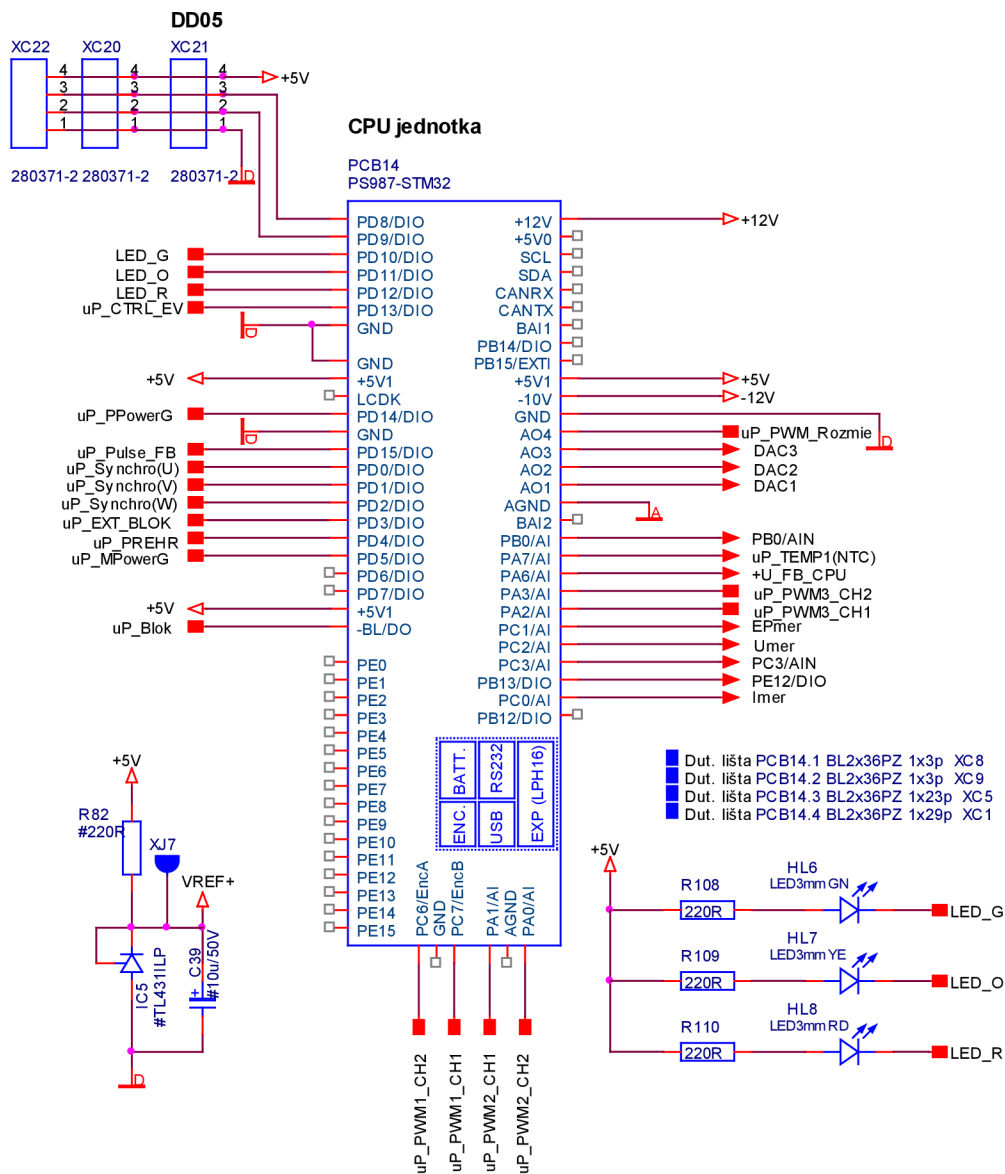 DD05
XC22 XC20 XC21
4 4 4
3 3 3
2 2 2
1 1 1
+5V
280371-2 280371-2 280371-2
D
CPU jednotka
PCB14
PS987-STM32
PD8/DIO
PD9/DIO
LED_G PD10/DIO
LED_O PD11/DIO
LED_R PD12/DIO
uP_CTRL_EV PD13/DIO
D GND
GND
+5V +5V1
LCDK
uP_PPowerG PD14/DIO
D GND
uP_Pulse_FB PD15/DIO
uP_Synchro(U) PD0/DIO
uP_Synchro(V) PD1/DIO
uP_Synchro(W) PD2/DIO
uP_EXT_BLOK PD3/DIO
uP_PREHR PD4/DIO
uP_MPowerG PD5/DIO
PD6/DIO
PD7/DIO
+5V +5V1
uP_Blok -BL/DO
PE0
PE1
PE2
PE3
PE4
PE5
PE6
PE7
PE8
PE9
PE10
PE11
PE12
PE13
PE14
PE15
+12V +12V
+5V0
SCL
SDA
CANRX
CANTX
BAI1
PB14/DIO
PB15/EXTI
+5V1 +5V
-10V -12V
GND D
AO4 uP_PWM_Rozmie
AO3 DAC3
AO2 DAC2
AO1 DAC1
AGND A
BAI2
PB0/AI PB0/AIN
PA7/AI uP_TEMP1(NTC)
PA6/AI +U_FB_CPU
PA3/AI uP_PWM3_CH2
PA2/AI uP_PWM3_CH1
PC1/AI EPmer
PC2/AI Umer
PC3/AI PC3/AIN
PB13/DIO PE12/DIO
PC0/AI Imer
PB12/DIO
BATT. RS232 EXP (LPH16)
ENC. USB
PC6/EncA GND PC7/EncB PA1/AI AGND PA0/AI
uP_PWM1_CH2 uP_PWM1_CH1 uP_PWM2_CH1 uP_PWM2_CH2
Dut. lišta PCB14.1 BL2x36PZ 1x3p XC8
Dut. lišta PCB14.2 BL2x36PZ 1x3p XC9
Dut. lišta PCB14.3 BL2x36PZ 1x23p XC5
Dut. lišta PCB14.4 BL2x36PZ 1x29p XC1
+5V
R82
#220R
XJ7
VREF+
IC5
#TL431ILP
+
C39
#10u/50V
D
+5V
R108
220R
HL6
LED3mm GN
LED_G
R109
220R
HL7
LED3mm YE
LED_O
R110
220R
HL8
LED3mm RD
LED_R